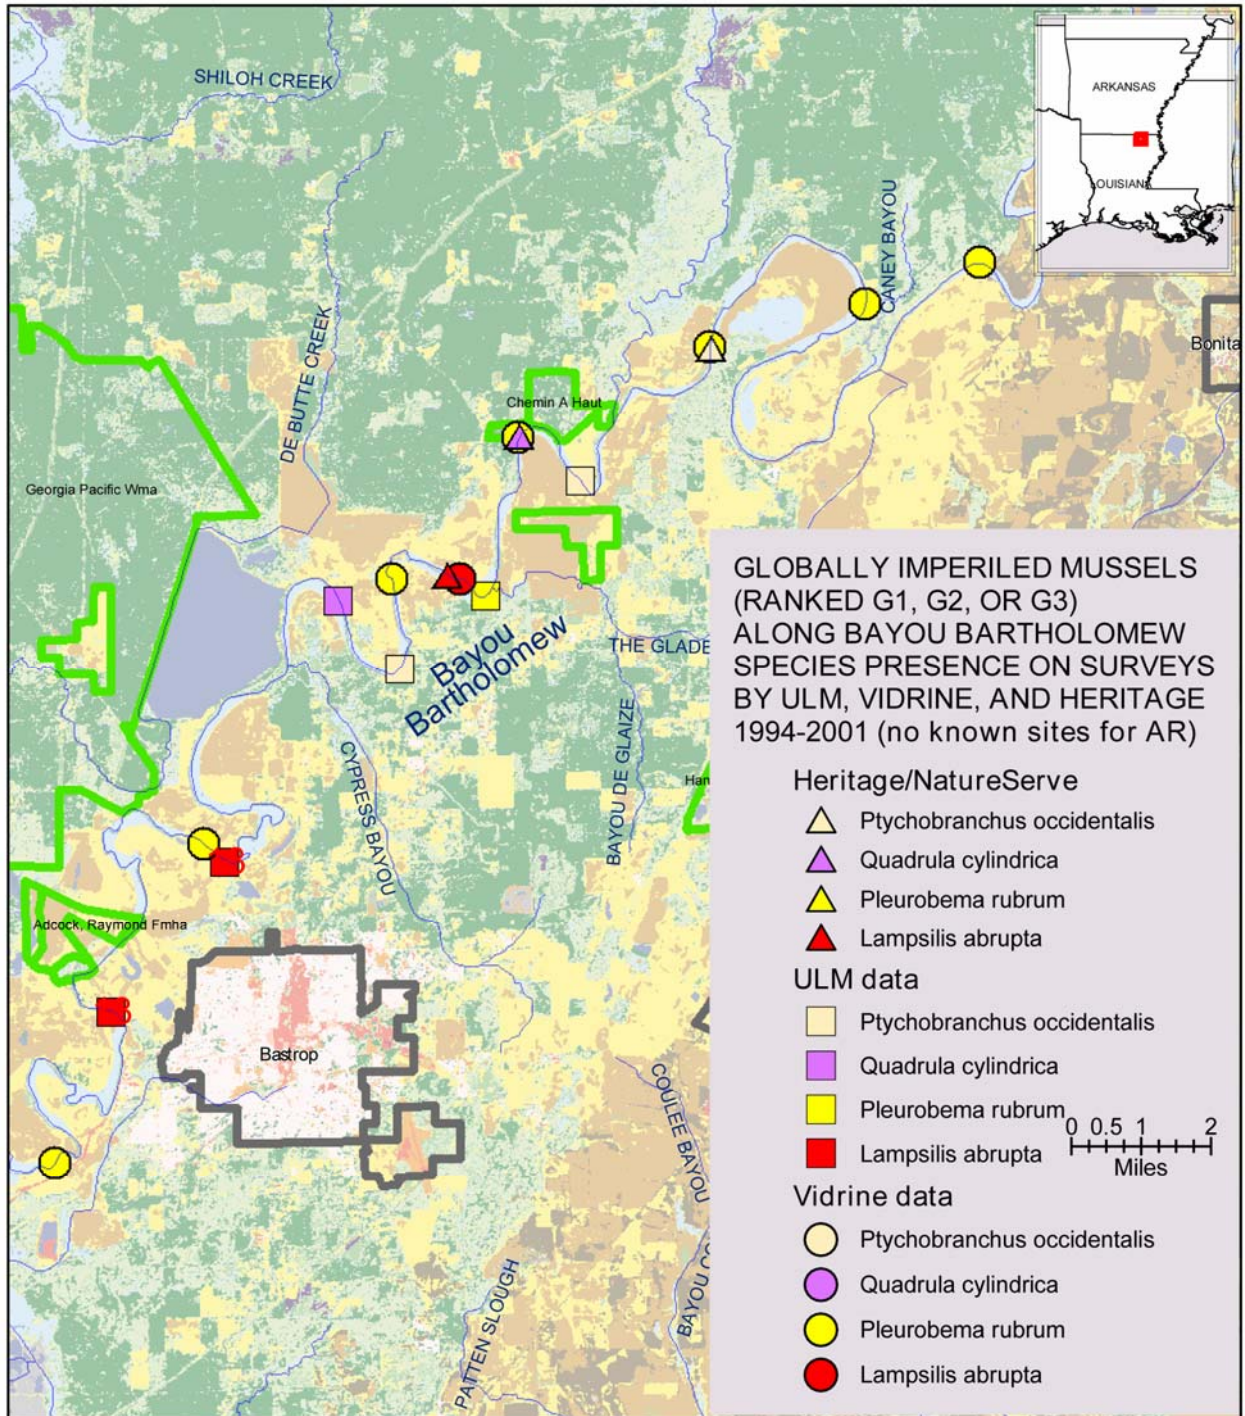 SHILOH CREEK
ARKANSAS
LOUISIAN
CANEY BAYOU
Bonita
DE BUTTE CREEK
Chemin A Haut
Georgia Pacific Wma
Bayou
Bartholomew
THE GLADE
BAYOU DE GLAIZE
CYPRESS BAYOU
Han
Adcock, Raymond Fmha
Bastrop
COULEE BAYOU
BAYOU CO
PATTEN SLOUGH
GLOBALLY IMPERILED MUSSELS
(RANKED G1, G2, OR G3)
ALONG BAYOU BARTHOLOMEW
SPECIES PRESENCE ON SURVEYS
BY ULM, VIDRINE, AND HERITAGE
1994-2001 (no known sites for AR)
Heritage/NatureServe
Ptychobranchus occidentalis
Quadrula cylindrica
Pleurobema rubrum
Lampsilis abrupta
ULM data
Ptychobranchus occidentalis
Quadrula cylindrica
Pleurobema rubrum
Lampsilis abrupta
0 0.5 1 2
Miles
Vidrine data
Ptychobranchus occidentalis
Quadrula cylindrica
Pleurobema rubrum
Lampsilis abrupta